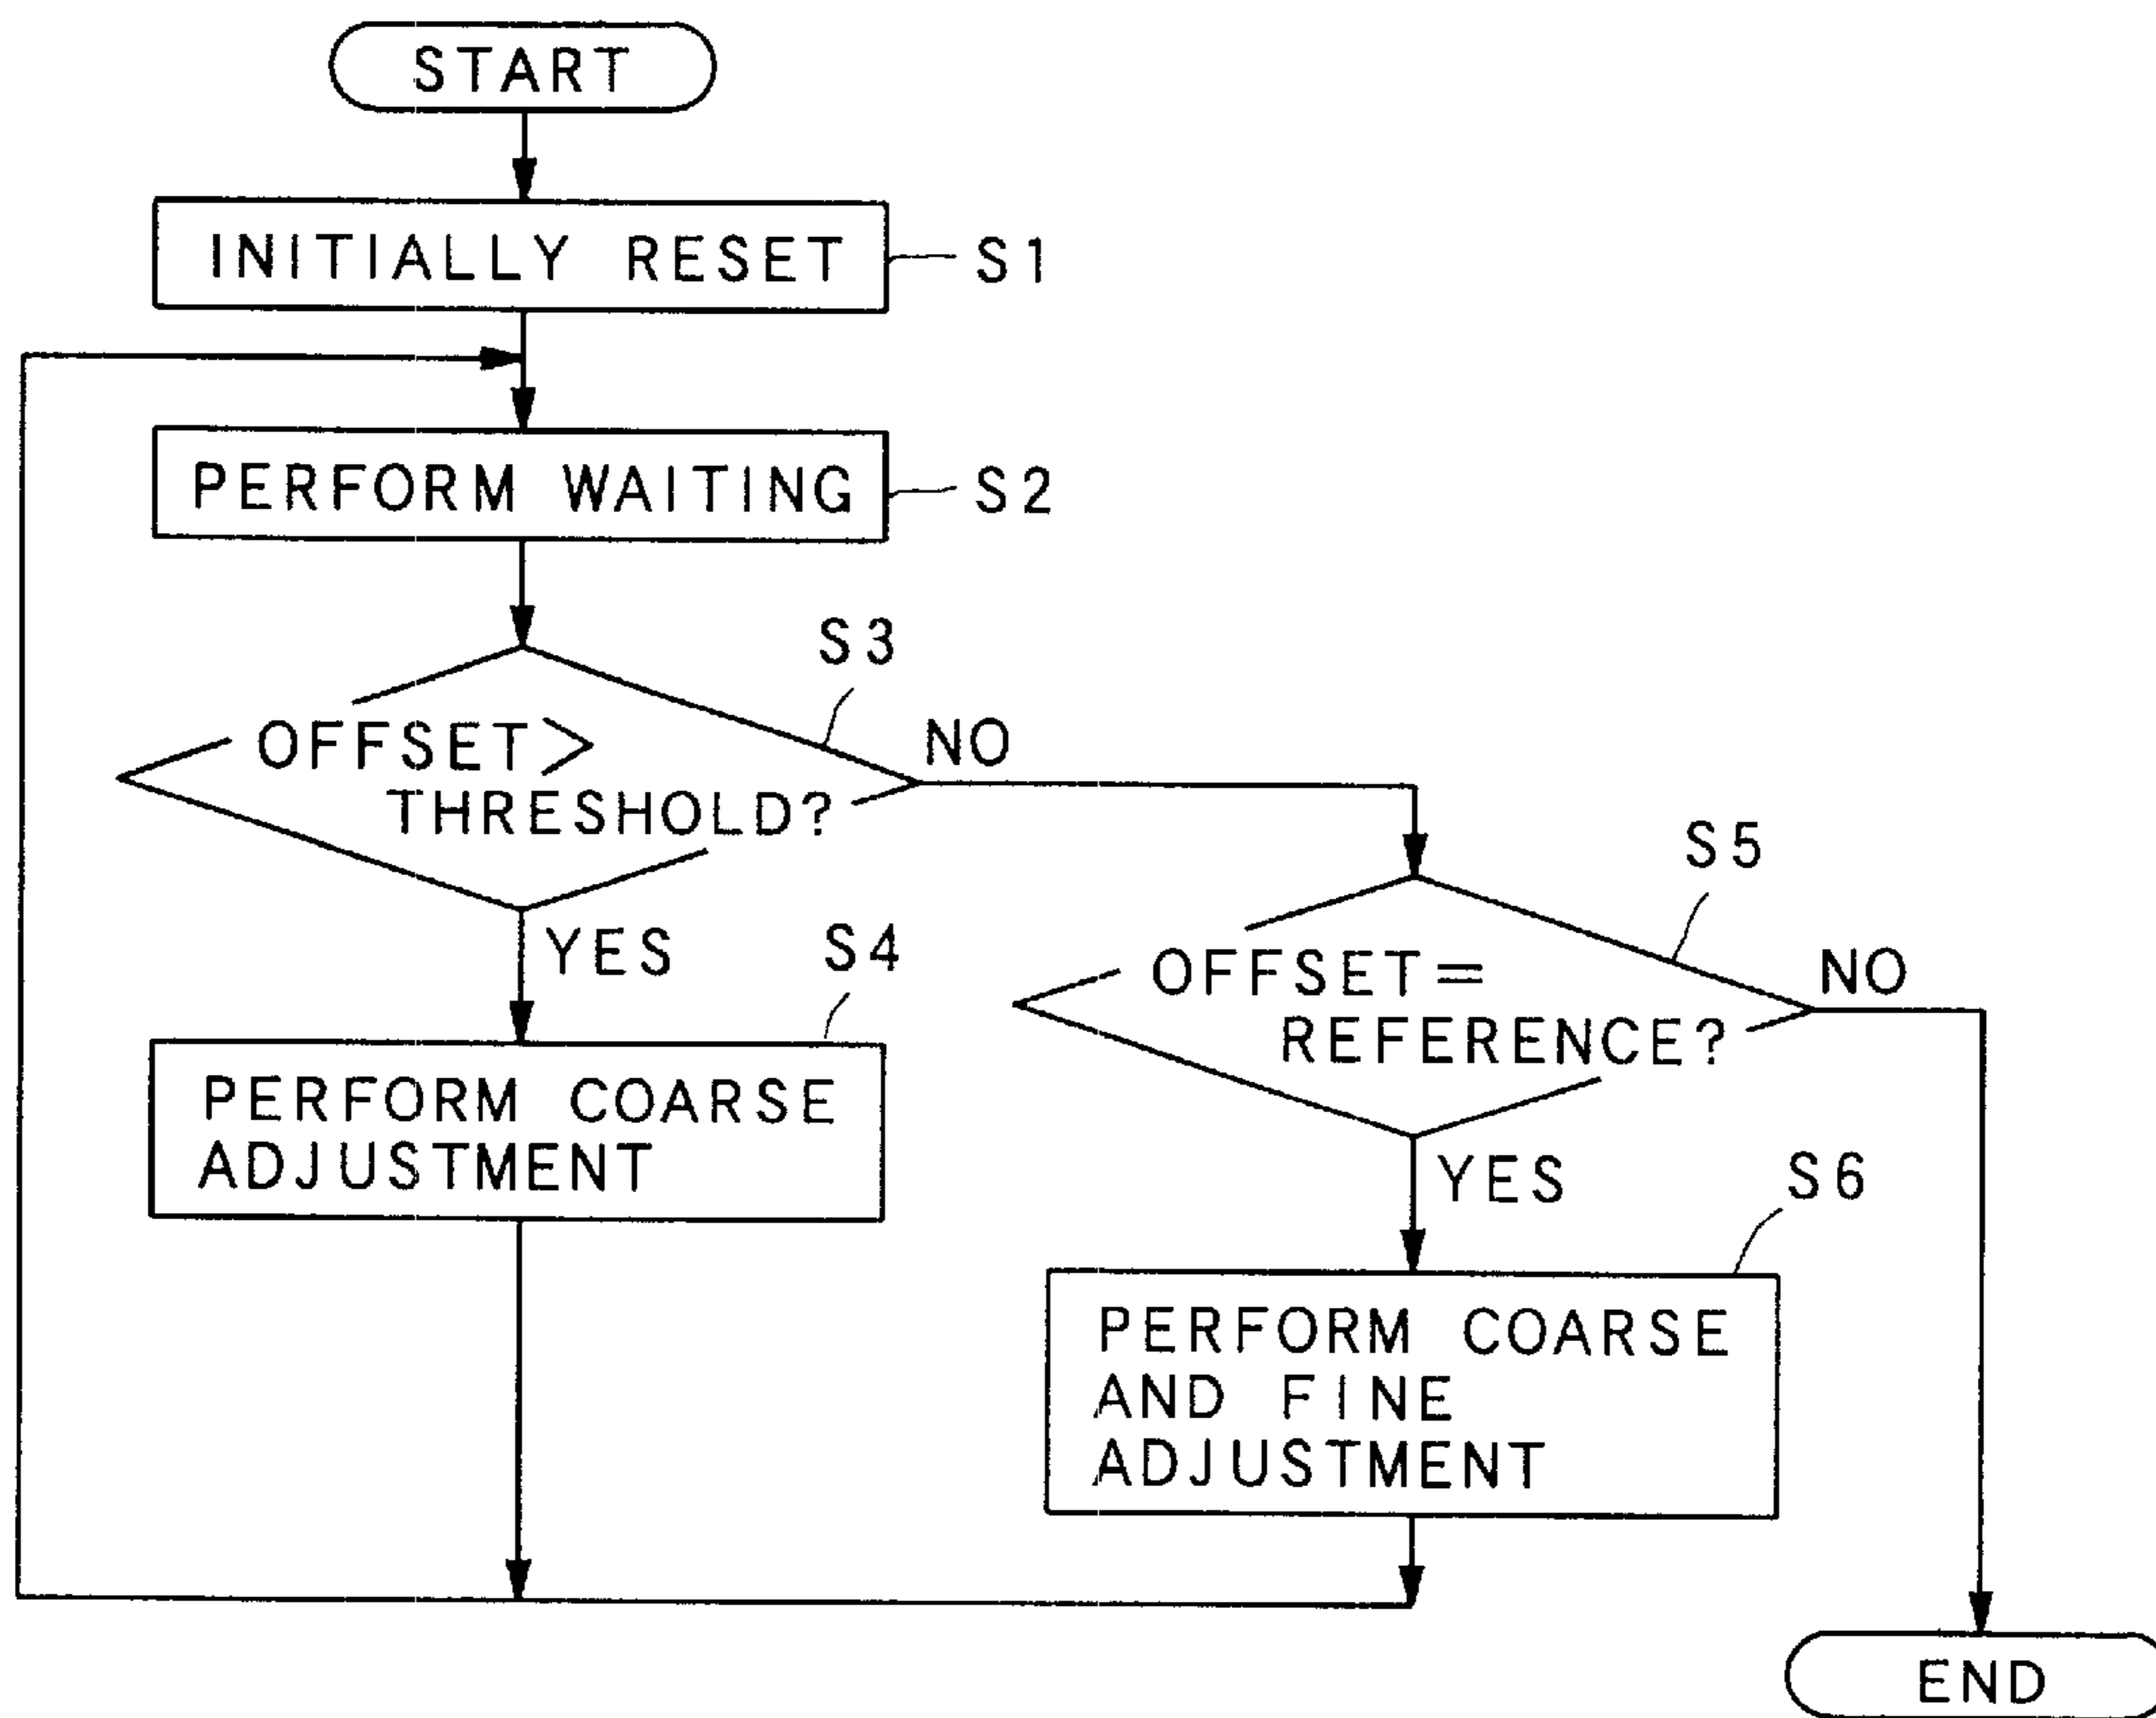 START
INITIALLY RESET
S1
PERFORM WAITING
S2
S3
OFFSET>
THRESHOLD?
NO
YES
S4
PERFORM COARSE
ADJUSTMENT
S5
OFFSET=
REFERENCE?
NO
YES
S6
PERFORM COARSE
AND FINE
ADJUSTMENT
END